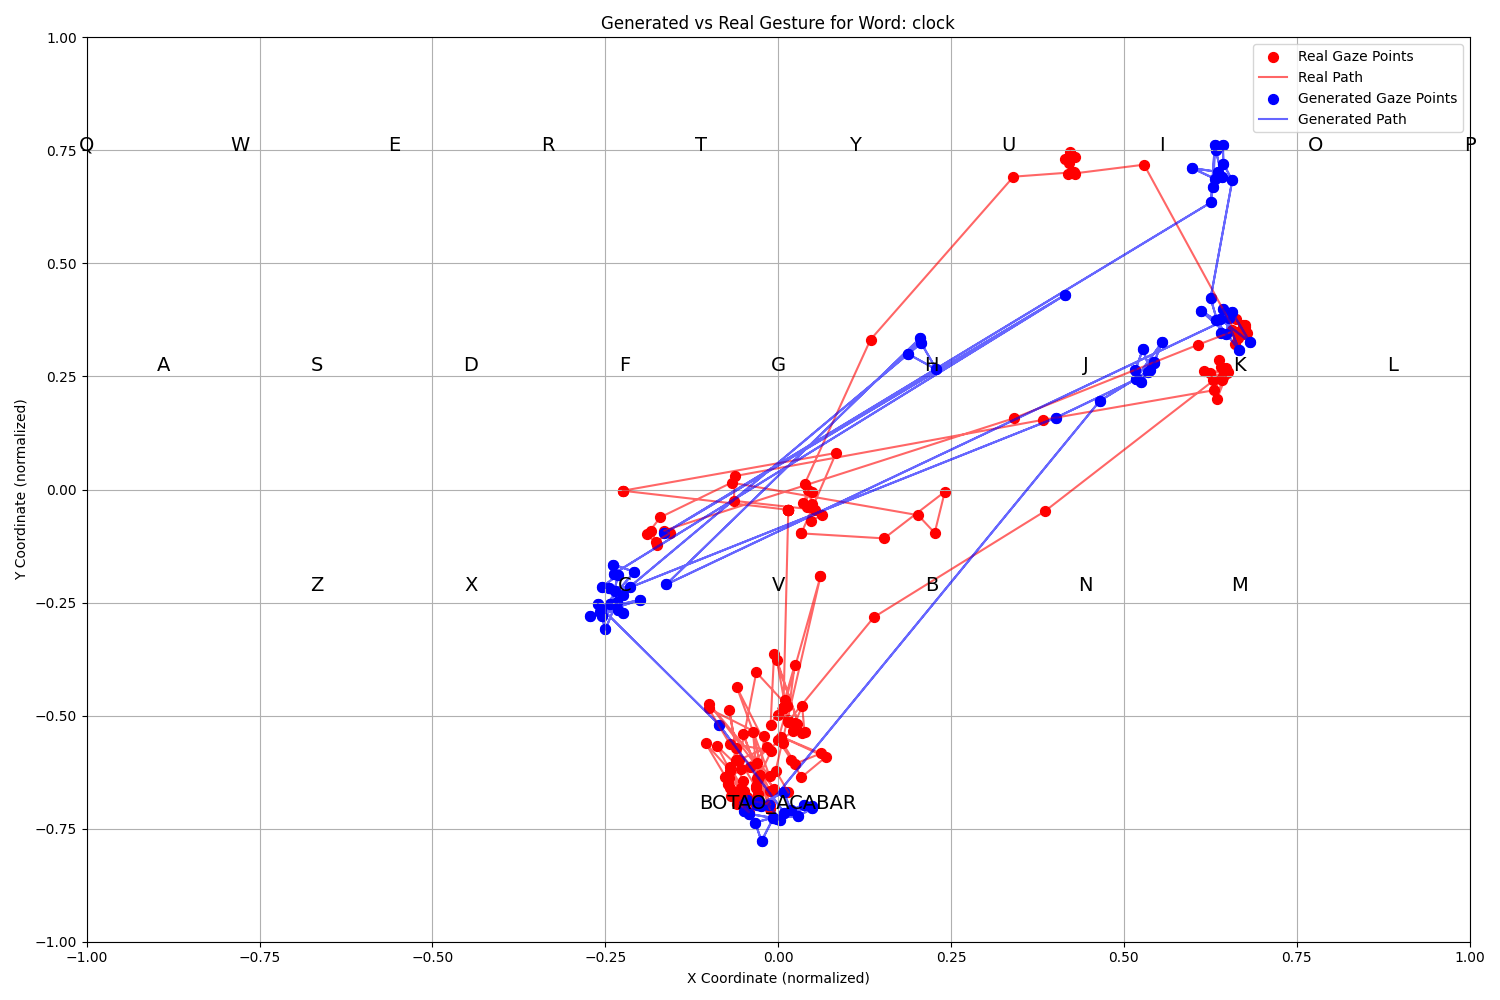 Generated vs Real Gesture for Word: clock
1.00
Real Gaze Points
Real Path
Generated Gaze Points
Generated Path
Q W E R T Y U I O P
0.75
0.50
A S D F G H J K L
0.25
0.00
Z X C V B N M
−0.25
−0.50
BOTAO_ACABAR
−0.75
−1.00
−1.00 −0.75 −0.50 −0.25 0.00 0.25 0.50 0.75 1.00
X Coordinate (normalized)
Y Coordinate (normalized)